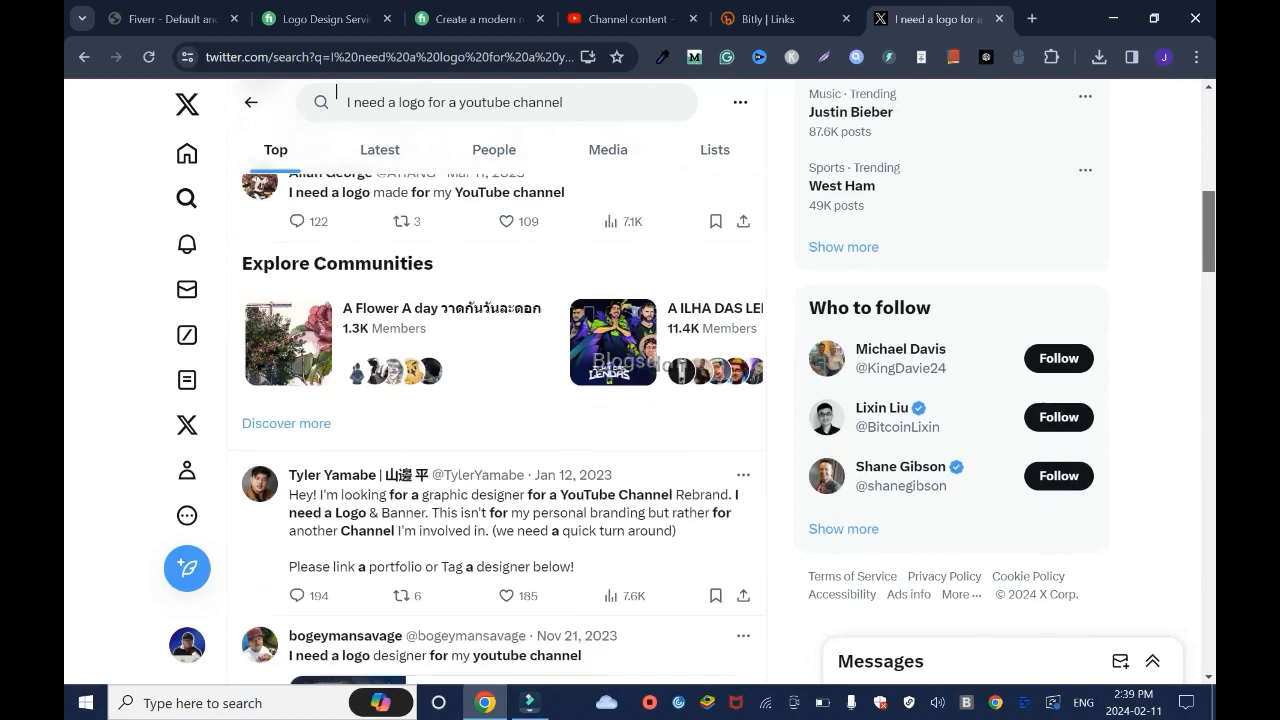 Fiverr - Default and
Logo Design Servi
Create a modern m
Channel content -
Bitly | Links
I need a logo for a
twitter.com/search?q=I%20need%20a%20logo%20for%20a%20y...
I need a logo for a youtube channel
Top
Latest
People
Media
Lists
Allan George
Mar 11, 2023
I need a logo made for my YouTube channel
122
3
109
7.1K
Explore Communities
A Flower A day วาดกันวันละดอก
1.3K Members
A ILHA DAS LE
11.4K Members
DAS
LENDAS
Discover more
Tyler Yamabe | 山邉 平 @TylerYamabe · Jan 12, 2023
Hey! I'm looking for a graphic designer for a YouTube Channel Rebrand. I
need a Logo & Banner. This isn't for my personal branding but rather for
another Channel I'm involved in. (we need a quick turn around)
Please link a portfolio or Tag a designer below!
194
6
185
7.6K
bogeymansavage @bogeymansavage · Nov 21, 2023
I need a logo designer for my youtube channel
Music · Trending
Justin Bieber
87.6K posts
Sports · Trending
West Ham
49K posts
Show more
Who to follow
Michael Davis
@KingDavie24
Follow
Lixin Liu
@BitcoinLixin
Follow
Shane Gibson
@shanegibson
Follow
Show more
Terms of Service Privacy Policy Cookie Policy
Accessibility Ads info More ... © 2024 X Corp.
Messages
Type here to search
ENG
2:39 PM
2024-02-11